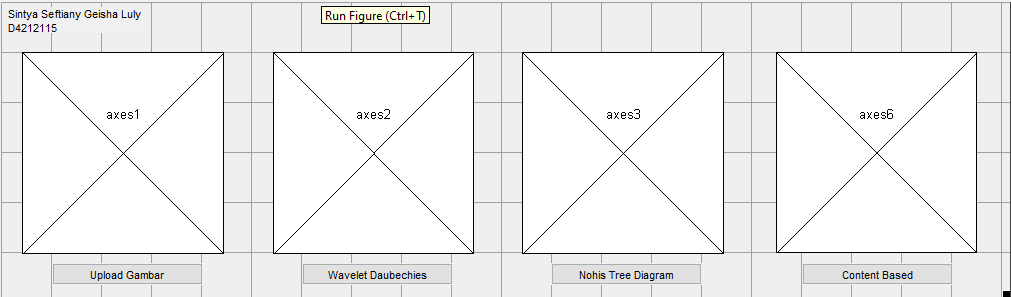 Sintya Seftiany Geisha Luly
D4212115
Run Figure (Ctrl+T)
axes1
axes2
axes3
axes6
Upload Gambar
Wavelet Daubechies
Nohis Tree Diagram
Content Based